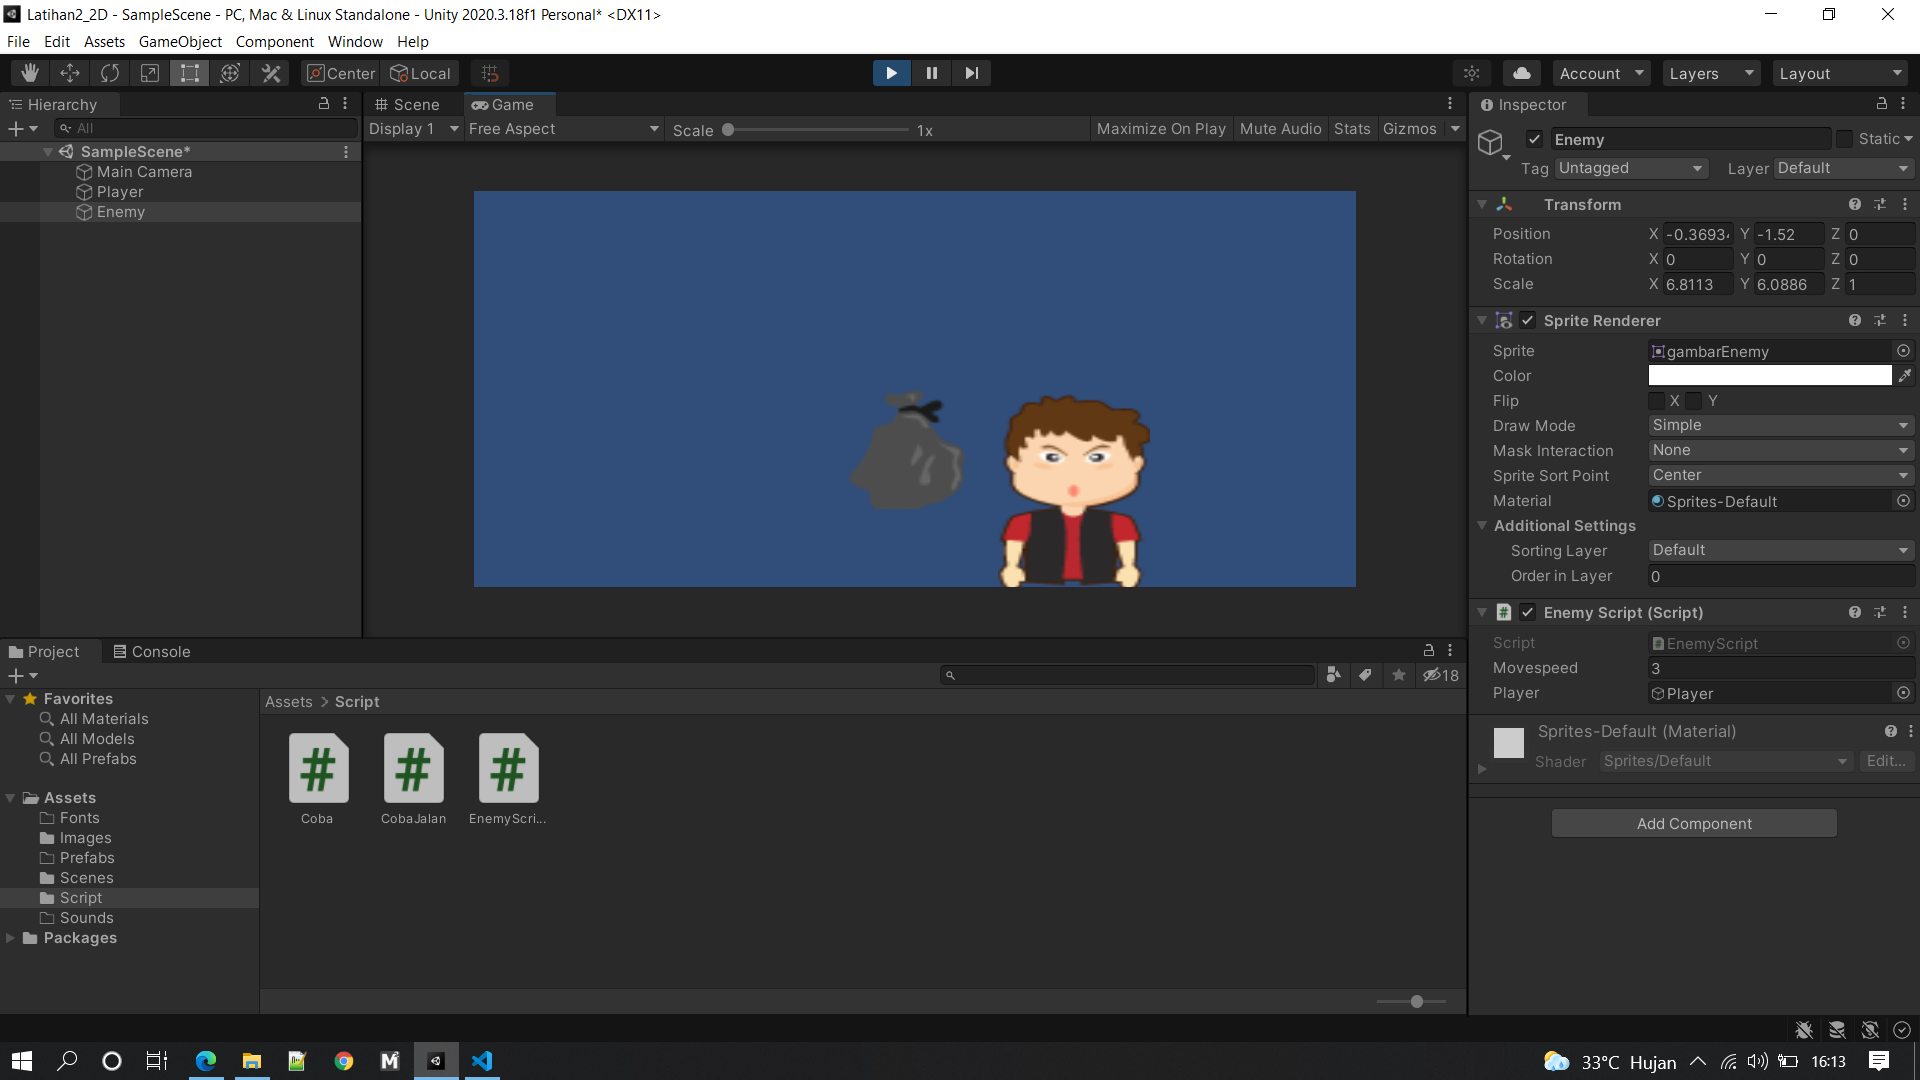 Latihan2_2D - SampleScene - PC, Mac & Linux Standalone - Unity 2020.3.18f1 Personal* <DX11>
File Edit Assets GameObject Component Window Help
Center Local Account Layers Layout
Hierarchy
All
SampleScene*
Main Camera
Player
Enemy
Scene Game
Display 1 Free Aspect Scale 1x Maximize On Play Mute Audio Stats Gizmos
Inspector
Enemy Static
Tag Untagged Layer Default
Transform
Position X -0.3693 Y -1.52 Z 0
Rotation X 0 Y 0 Z 0
Scale X 6.8113 Y 6.0886 Z 1
Sprite Renderer
Sprite gambarEnemy
Color
Flip X Y
Draw Mode Simple
Mask Interaction None
Sprite Sort Point Center
Material Sprites-Default
Additional Settings
Sorting Layer Default
Order in Layer 0
Enemy Script (Script)
Script EnemyScript
Movespeed 3
Player Player
Sprites-Default (Material)
Shader Sprites/Default Edit...
Add Component
Project Console
18
Favorites
All Materials
All Models
All Prefabs
Assets
Fonts
Images
Prefabs
Scenes
Script
Sounds
Packages
Assets > Script
Coba CobaJalan EnemyScri...
33°C Hujan 16:13